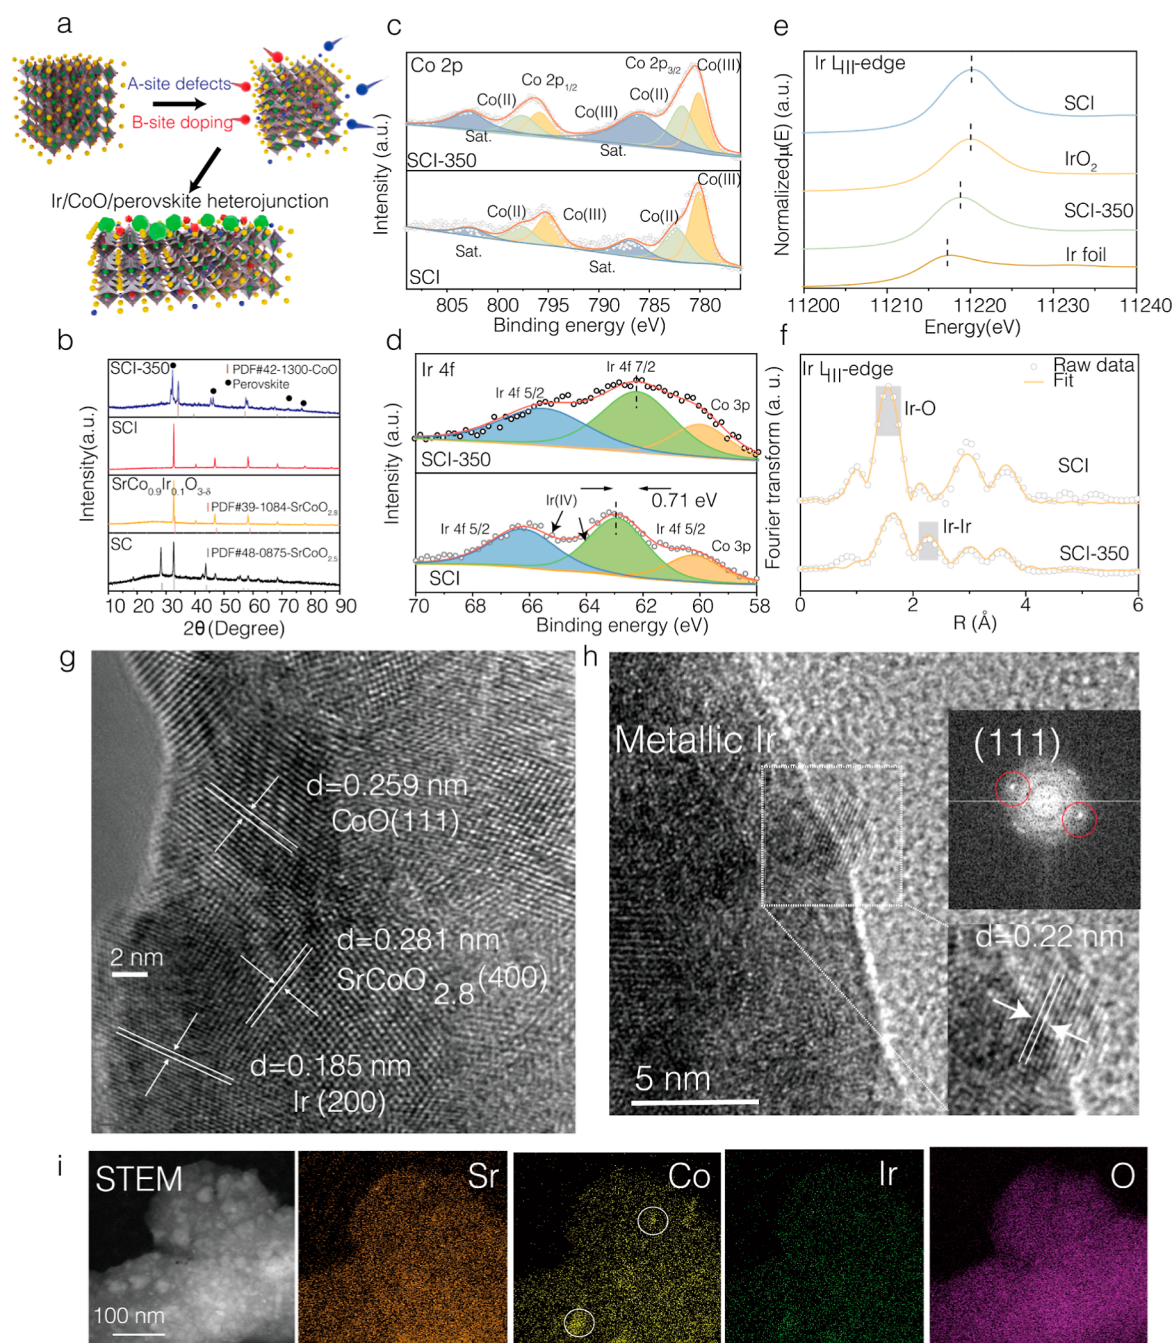 a
A-site defects
B-site doping
Ir/CoO/perovskite heterojunction
b
SCI-350
PDF#42-1300-CoO
Perovskite
SCI
SrCo0.9Ir0.1O3-δ
PDF#39-1084-SrCoO2.8
SC
PDF#48-0875-SrCoO2.5
Intensity(a.u.)
10 20 30 40 50 60 70 80 90
2θ(Degree)
c
Co 2p
Co 2p3/2
Co(III)
Co 2p1/2
Co(II)
Co(III)
Co(II)
Sat.
Sat.
SCI-350
Co(III)
Co(II)
Co(III)
Co(II)
Sat.
Sat.
SCI
Intensity (a.u.)
805 800 795 790 785 780
Binding energy (eV)
d
Ir 4f
Ir 4f 7/2
Ir 4f 5/2
Co 3p
SCI-350
Ir(IV)
0.71 eV
Ir 4f 5/2
Ir 4f 5/2
Co 3p
SCI
70 68 66 64 62 60 58
Binding energy (eV)
e
Ir LIII-edge
SCI
IrO2
SCI-350
Ir foil
Normalizedμ(E) (a.u.)
11200 11210 11220 11230 11240
Energy(eV)
f
Ir LIII-edge
Raw data
Fit
Ir-O
SCI
Ir-Ir
SCI-350
Fourier transform (a. u.)
0 2 4 6
R (Å)
g
d=0.259 nm
CoO(111)
2 nm
d=0.281 nm
SrCoO2.8(400)
d=0.185 nm
Ir (200)
h
Metallic Ir
(111)
d=0.22 nm
5 nm
i
STEM
Sr
Co
Ir
O
100 nm